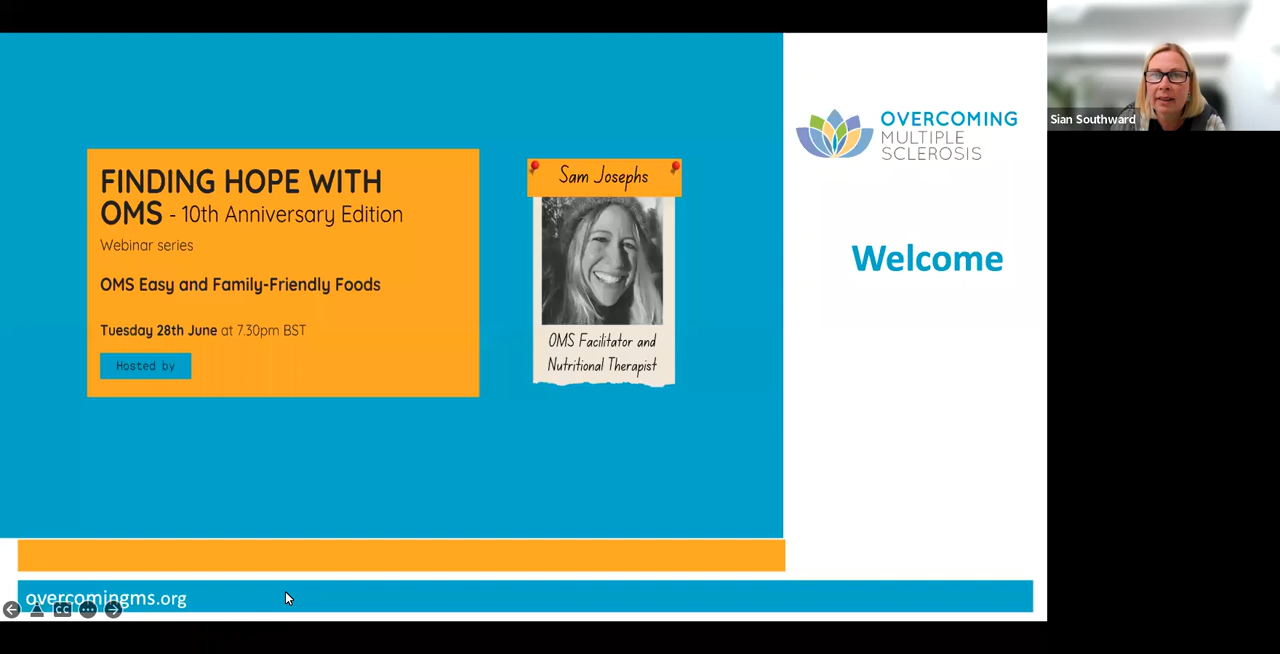 FINDING HOPE WITH
OMS - 10th Anniversary Edition
Webinar series
OMS Easy and Family-Friendly Foods
Tuesday 28th June at 7.30pm BST
Hosted by
Sam Josephs
OMS Facilitator and
Nutritional Therapist
OVERCOMING
MULTIPLE
SCLEROSIS
Welcome
Sian Southward
overcomingms.org
CC